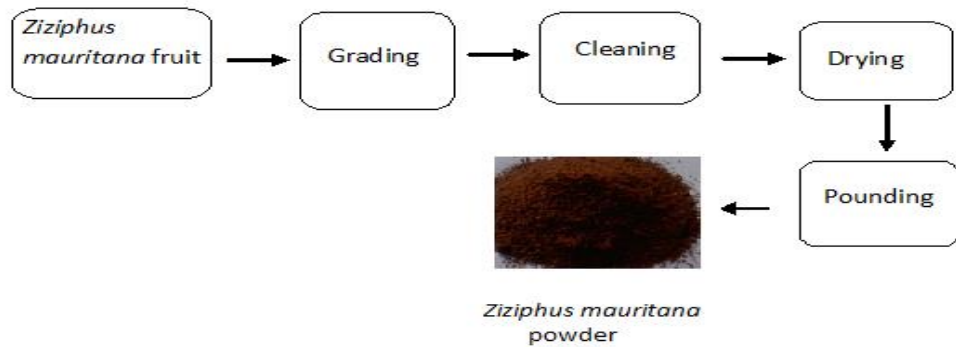 Ziziphus
mauritana fruit
Grading
Cleaning
Drying
Pounding
Ziziphus mauritana
powder